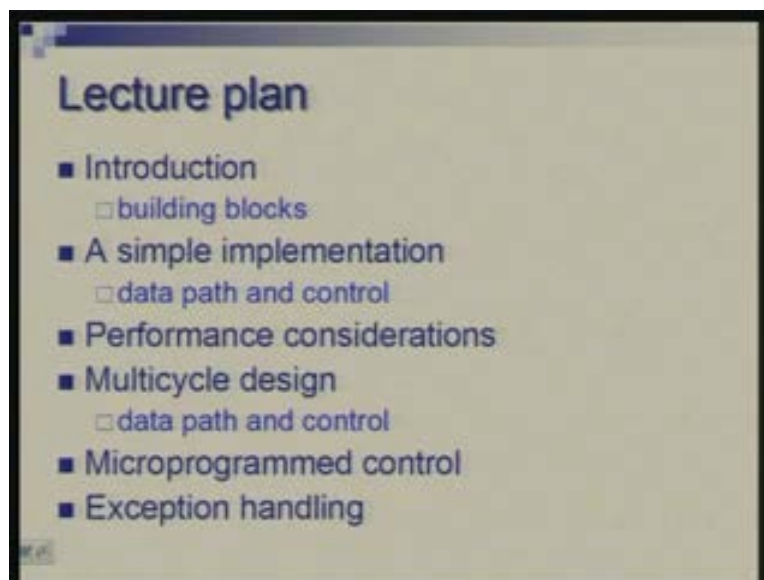 Lecture plan
Introduction
building blocks
A simple implementation
data path and control
Performance considerations
Multicycle design
data path and control
Microprogrammed control
Exception handling